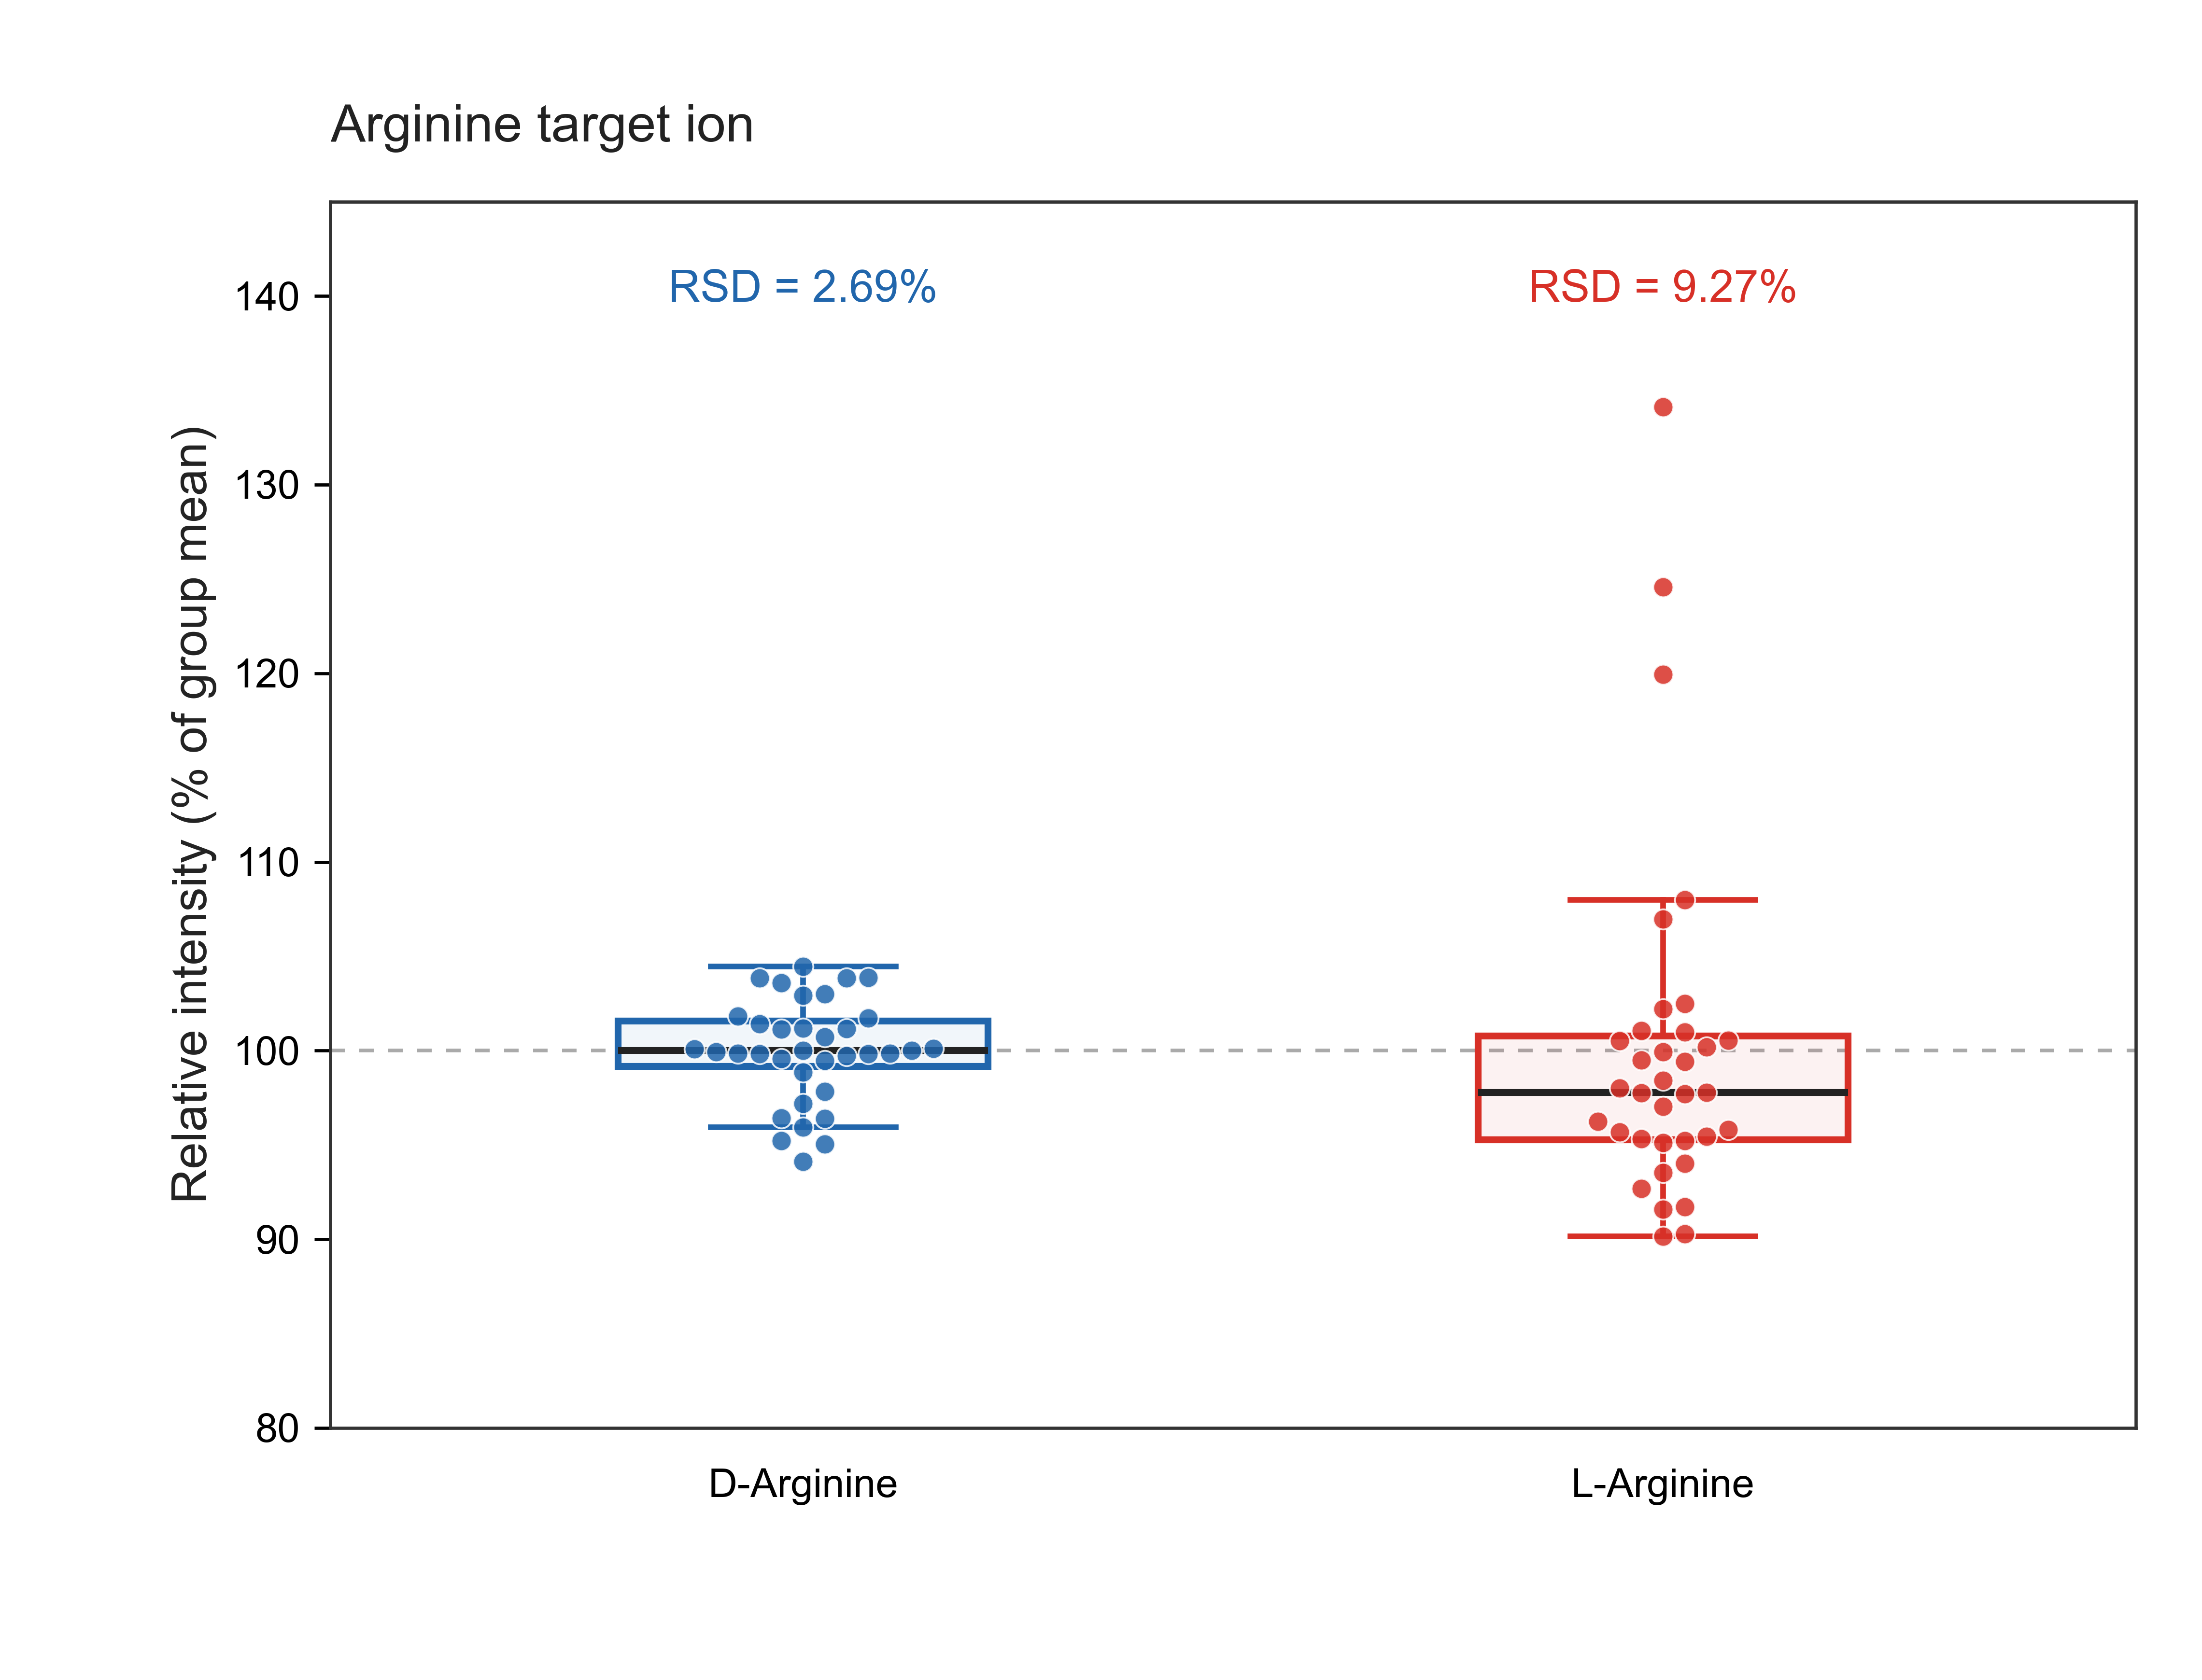 Arginine target ion
RSD = 2.69%
RSD = 9.27%
Relative intensity (% of group mean)
140
130
120
110
100
90
80
D-Arginine
L-Arginine